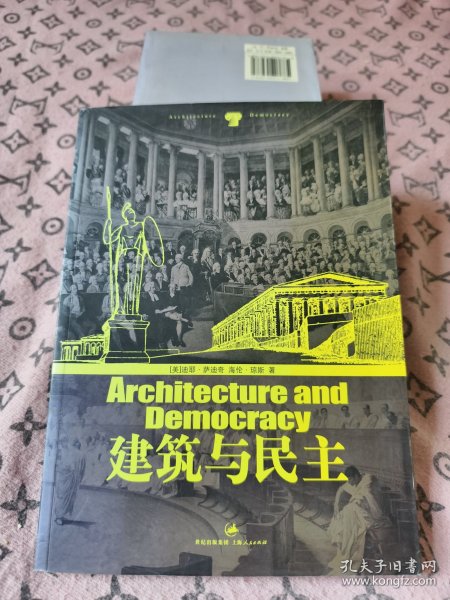 Architecture Democracy
[美]迪耶·萨迪奇 海伦·琼斯 著
Architecture and
Democracy
建筑与民主
世纪出版集团 上海人民出版社
孔夫子旧书网
www.kongfz.com